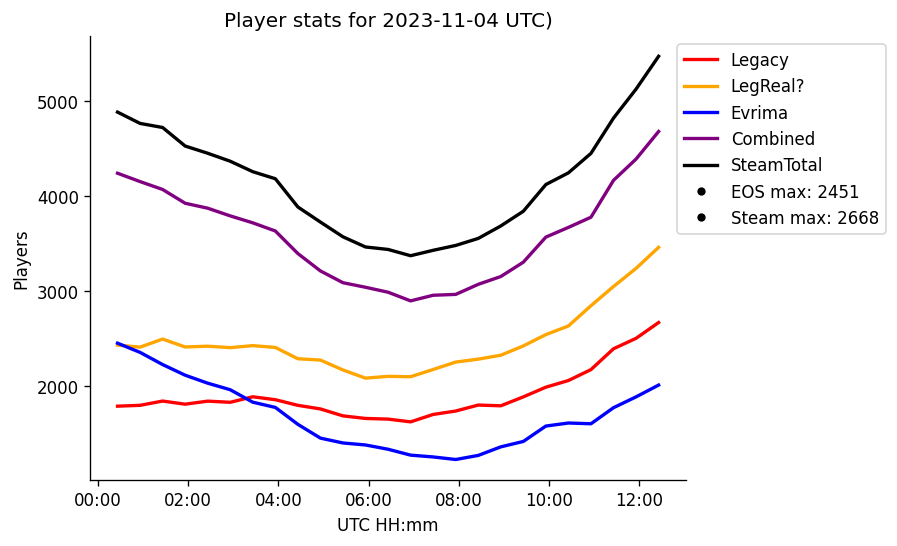 Player stats for 2023-11-04 UTC)
Legacy
LegReal?
Evrima
Combined
SteamTotal
EOS max: 2451
Steam max: 2668
Players
5000
4000
3000
2000
00:00 02:00 04:00 06:00 08:00 10:00 12:00
UTC HH:mm